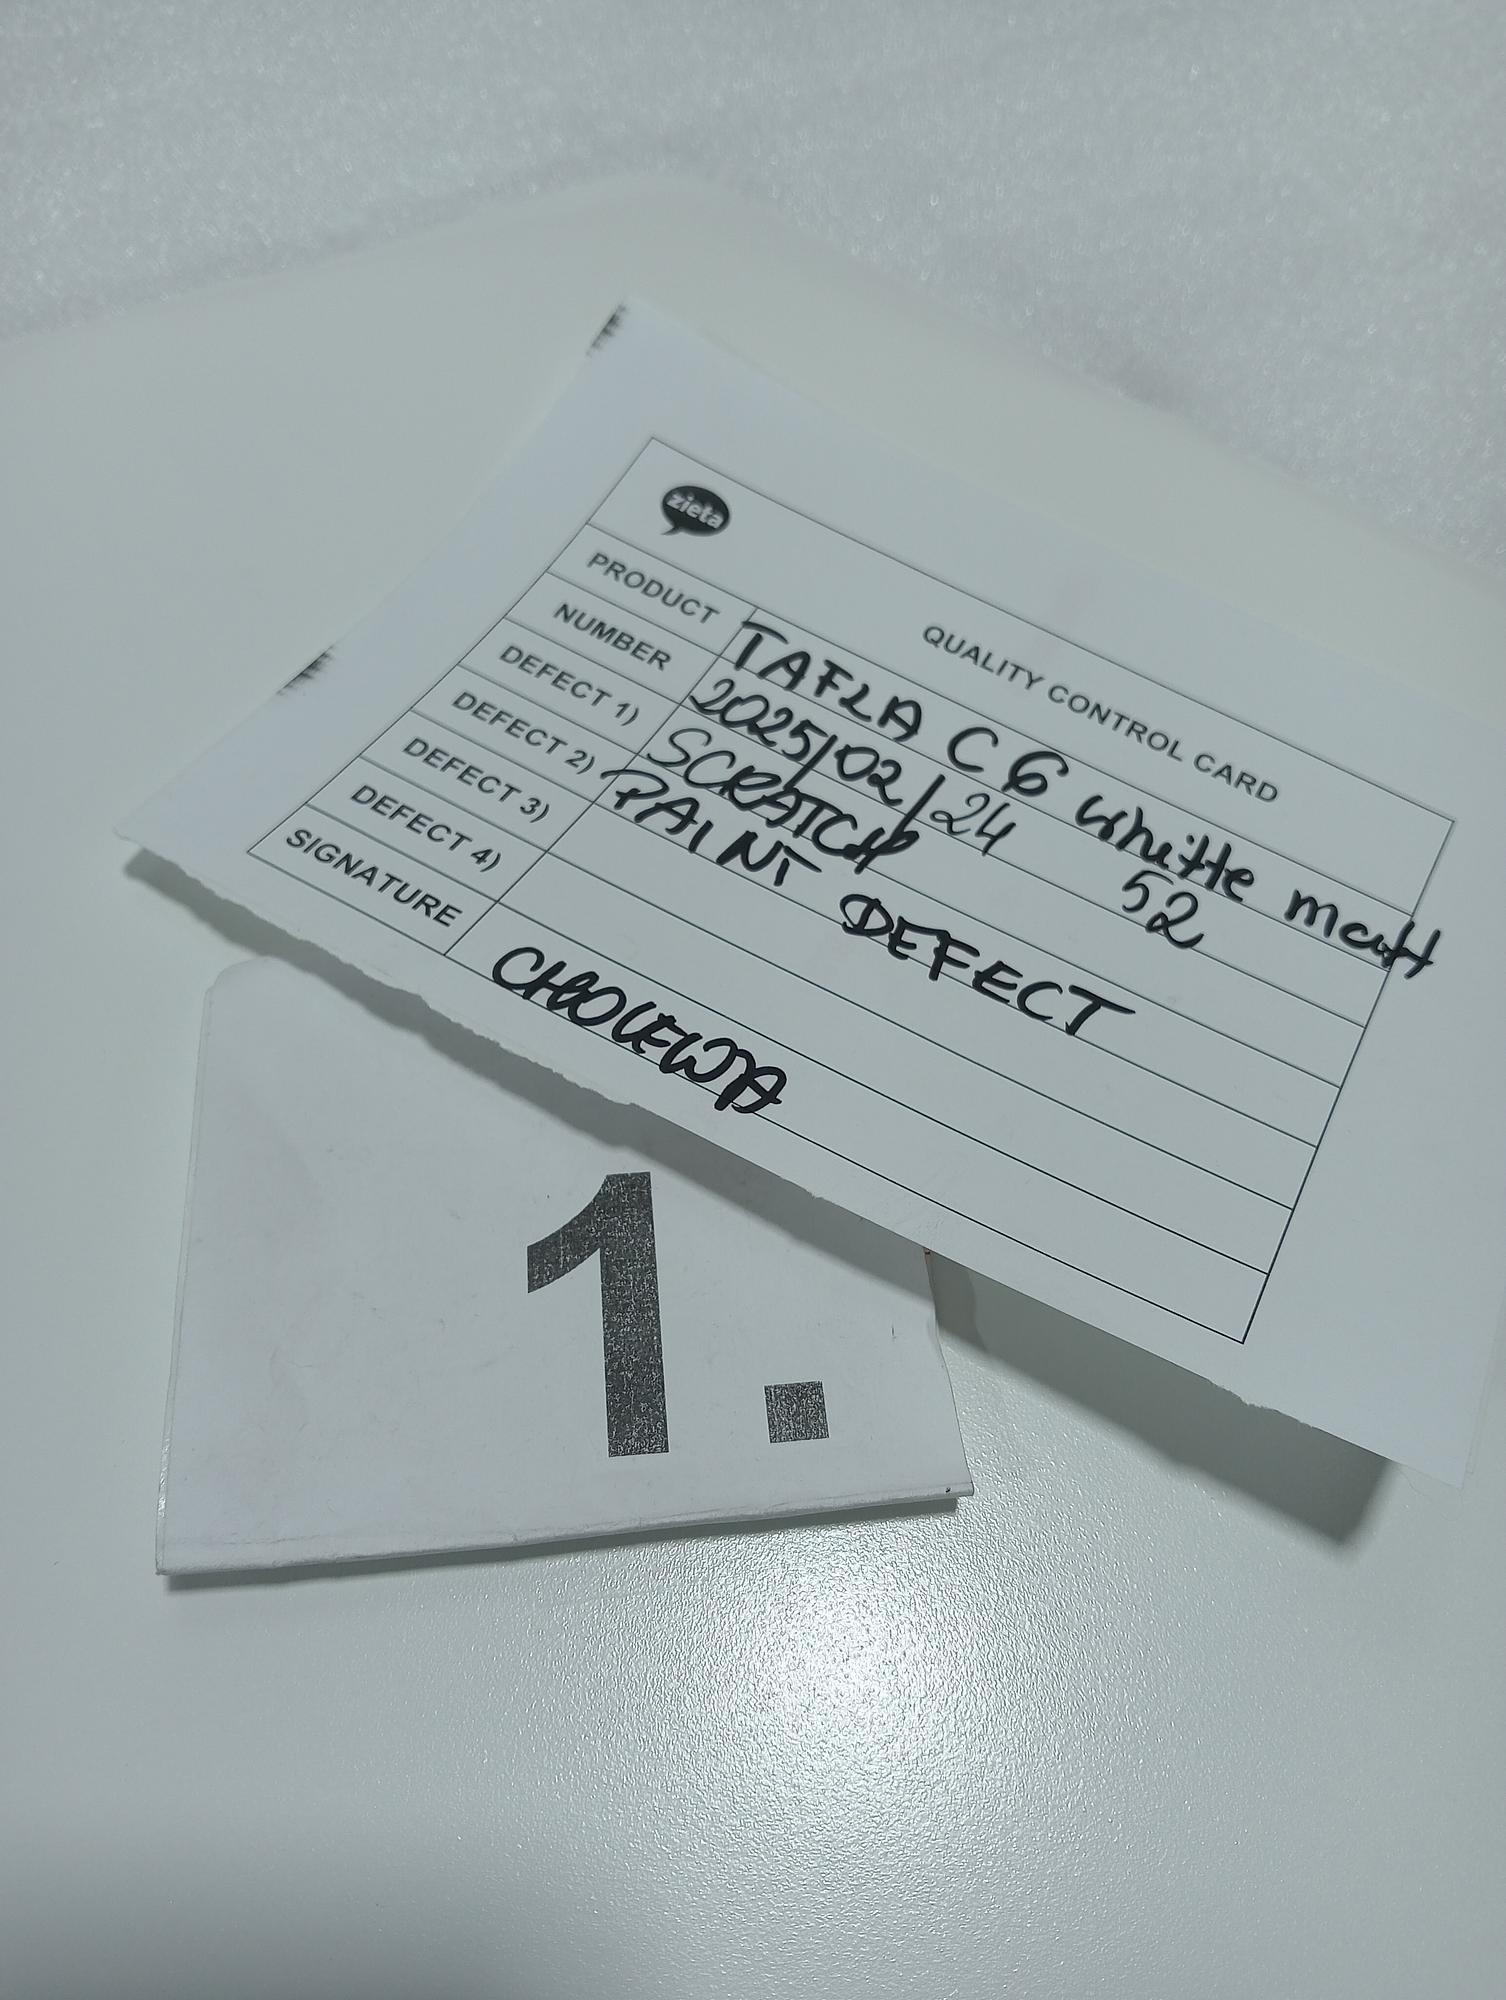 zieta
QUALITY CONTROL CARD
PRODUCT TAFLA C6 whitte matt
NUMBER 2025/02/24 52
DEFECT 1) SCRATCH
DEFECT 2) PAINT DEFECT
DEFECT 3)
DEFECT 4)
SIGNATURE CHOLEWA
1.